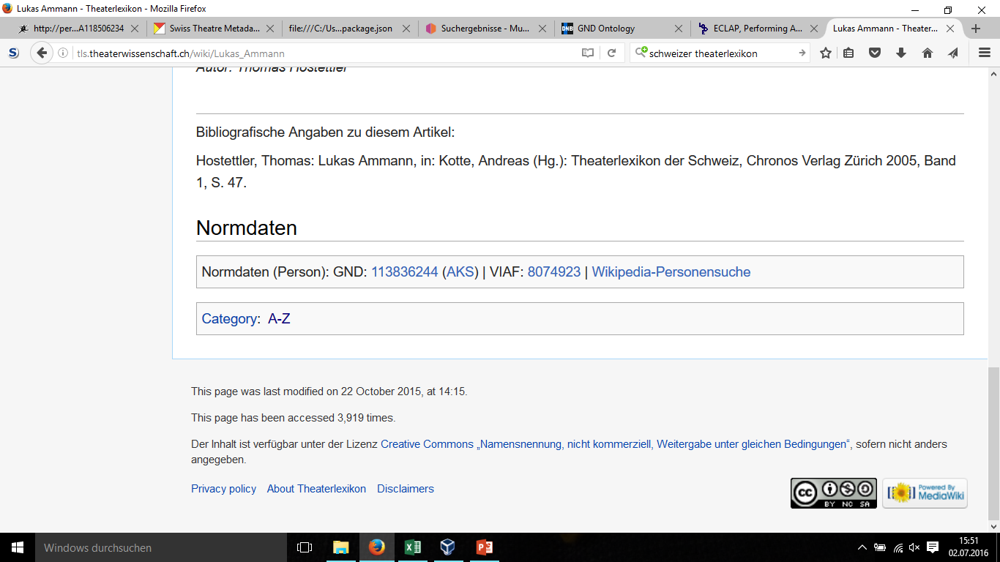 Lukas Ammann - Theaterlexikon - Mozilla Firefox
http://per...A118506234
Swiss Theatre Metada...
file:///C:/Us...package.json
Suchergebnisse - Mu...
DNB GND Ontology
ECLAP, Performing A...
Lukas Ammann - Theater...
S
tls.theaterwissenschaft.ch/wiki/Lukas_Ammann
schweizer theaterlexikon
Autor: Thomas Hostettler
Bibliografische Angaben zu diesem Artikel:
Hostettler, Thomas: Lukas Ammann, in: Kotte, Andreas (Hg.): Theaterlexikon der Schweiz, Chronos Verlag Zürich 2005, Band
1, S. 47.
Normdaten
Normdaten (Person): GND: 113836244 (AKS) | VIAF: 8074923 | Wikipedia-Personensuche
Category: A-Z
This page was last modified on 22 October 2015, at 14:15.
This page has been accessed 3,919 times.
Der Inhalt ist verfügbar unter der Lizenz Creative Commons „Namensnennung, nicht kommerziell, Weitergabe unter gleichen Bedingungen“, sofern nicht anders
angegeben.
Privacy policy About Theaterlexikon Disclaimers
cc BY NC SA
Powered By
MediaWiki
Windows durchsuchen
15:51
02.07.2016